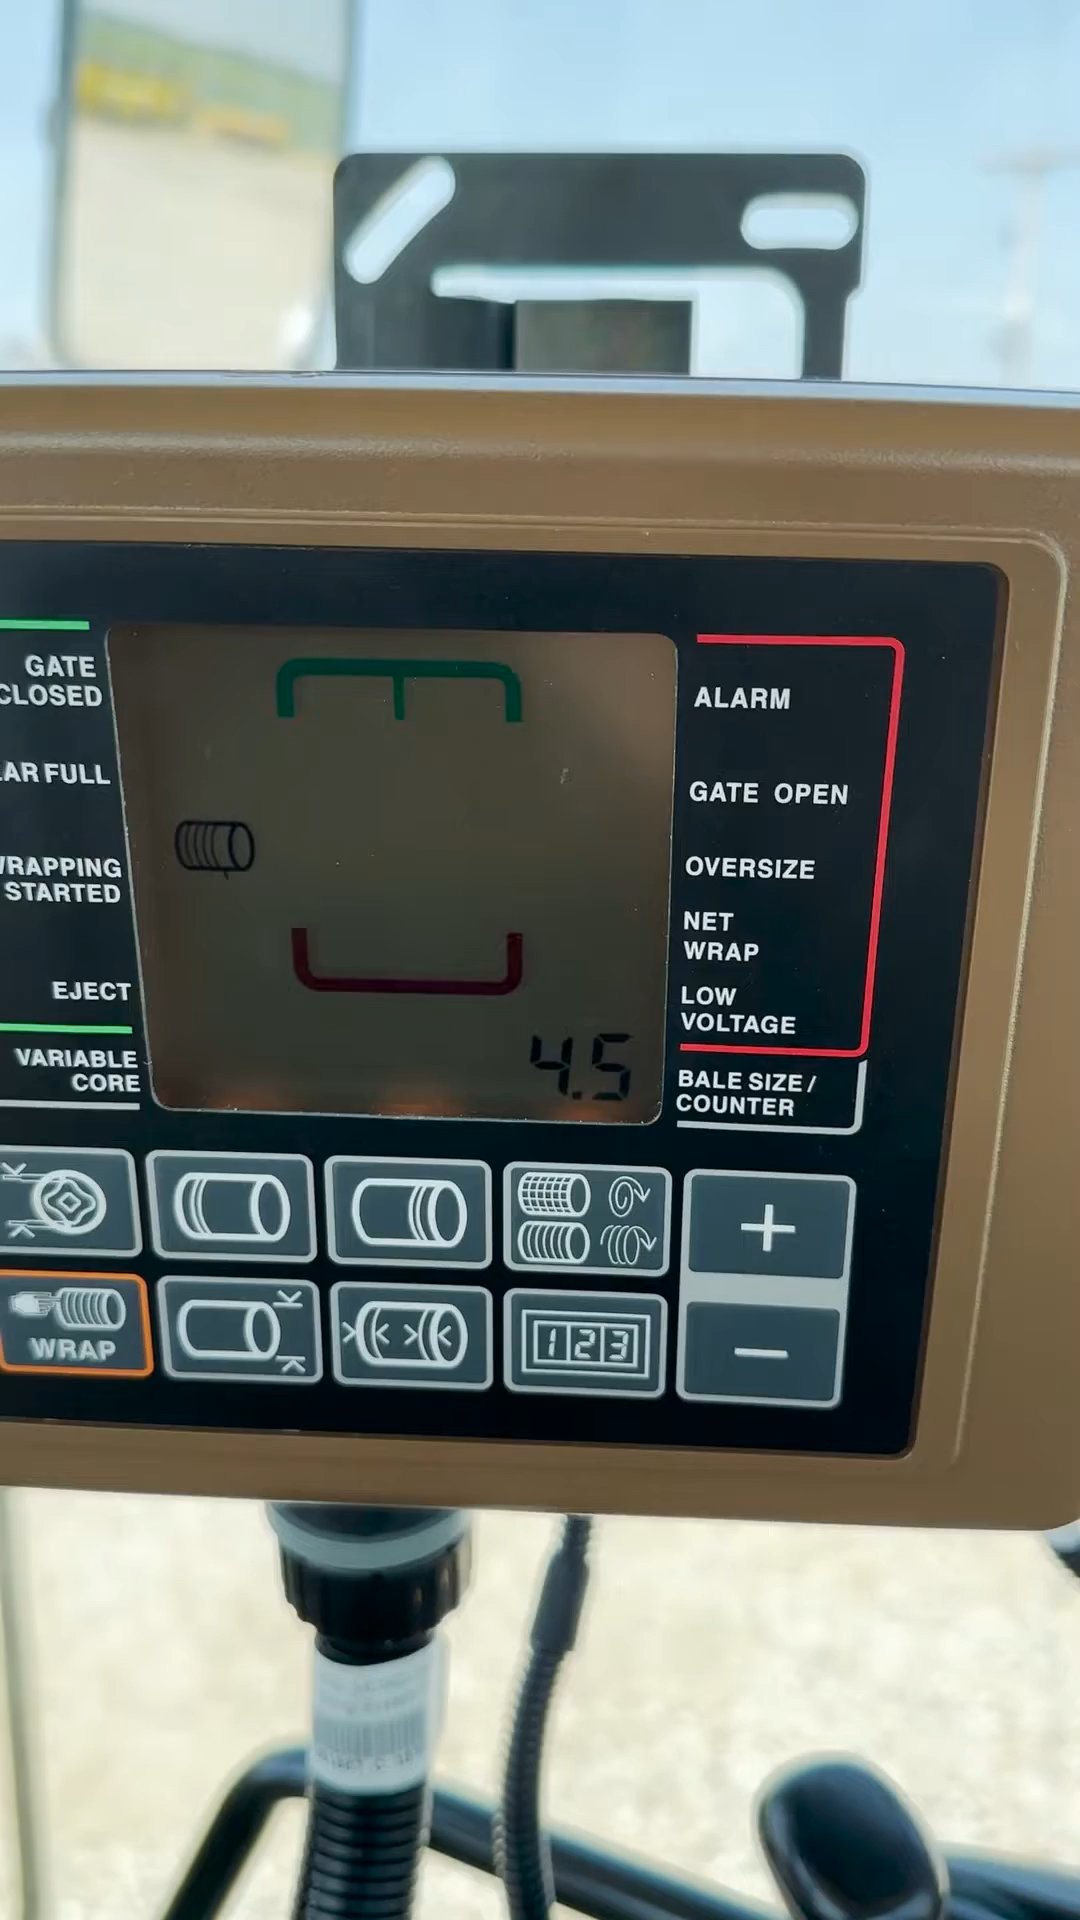 GATE
CLOSED
AR FULL
WRAPPING
STARTED
EJECT
VARIABLE
CORE
4.5
ALARM
GATE OPEN
OVERSIZE
NET
WRAP
LOW
VOLTAGE
BALE SIZE /
COUNTER
+
WRAP
123
−